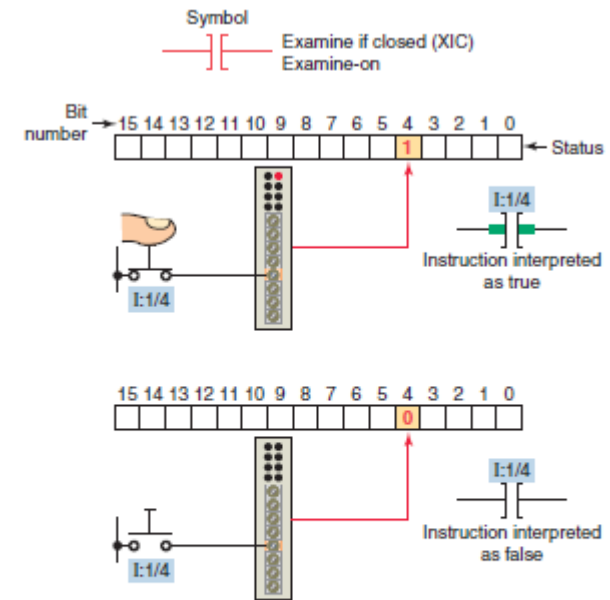 Symbol
Examine if closed (XIC)
Examine-on
Bit
number
15 14 13 12 11 10 9 8 7 6 5 4 3 2 1 0
1
Status
I:1/4
Instruction interpreted
as true
I:1/4
15 14 13 12 11 10 9 8 7 6 5 4 3 2 1 0
0
I:1/4
Instruction interpreted
as false
I:1/4